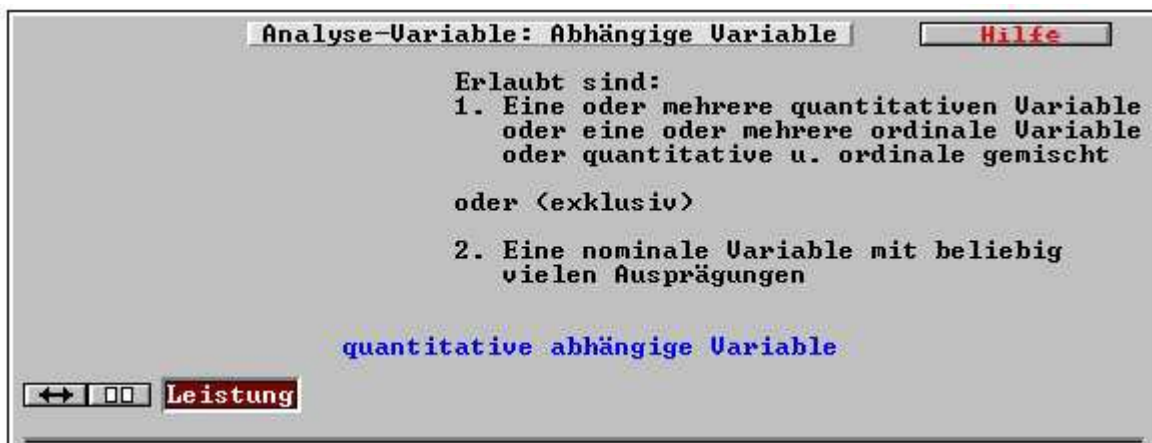 Analyse-Variable: Abhängige Variable
Hilfe
Erlaubt sind:
1. Eine oder mehrere quantitativen Variable
oder eine oder mehrere ordinale Variable
oder quantitative u. ordinale gemischt
oder (exklusiv)
2. Eine nominale Variable mit beliebig
vielen Ausprägungen
quantitative abhängige Variable
Leistung